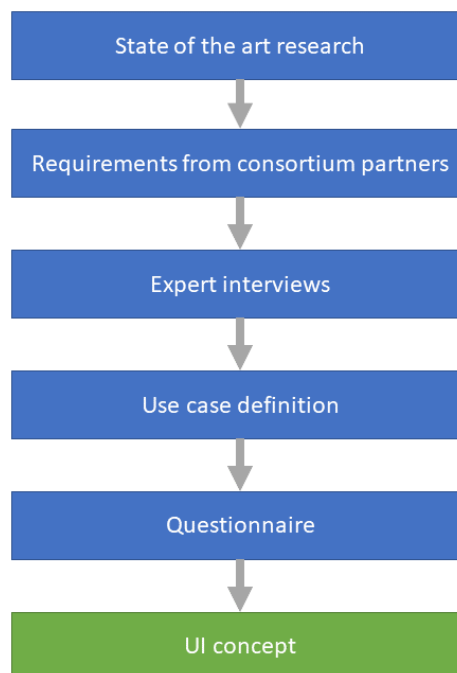 State of the art research
Requirements from consortium partners
Expert interviews
Use case definition
Questionnaire
UI concept